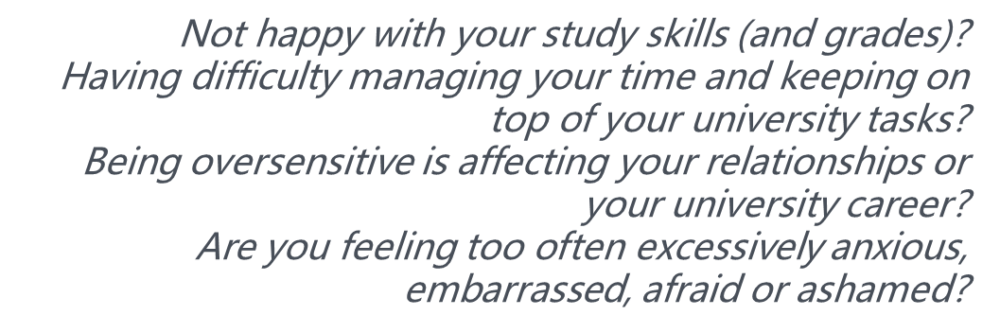 Not happy with your study skills (and grades)?
Having difficulty managing your time and keeping on
top of your university tasks?
Being oversensitive is affecting your relationships or
your university career?
Are you feeling too often excessively anxious,
embarrassed, afraid or ashamed?